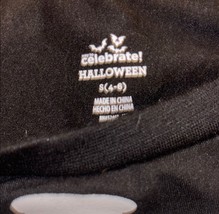 celebrate!
HALLOWEEN
S(4-6)
MADE IN CHINA
HECHO EN CHINA